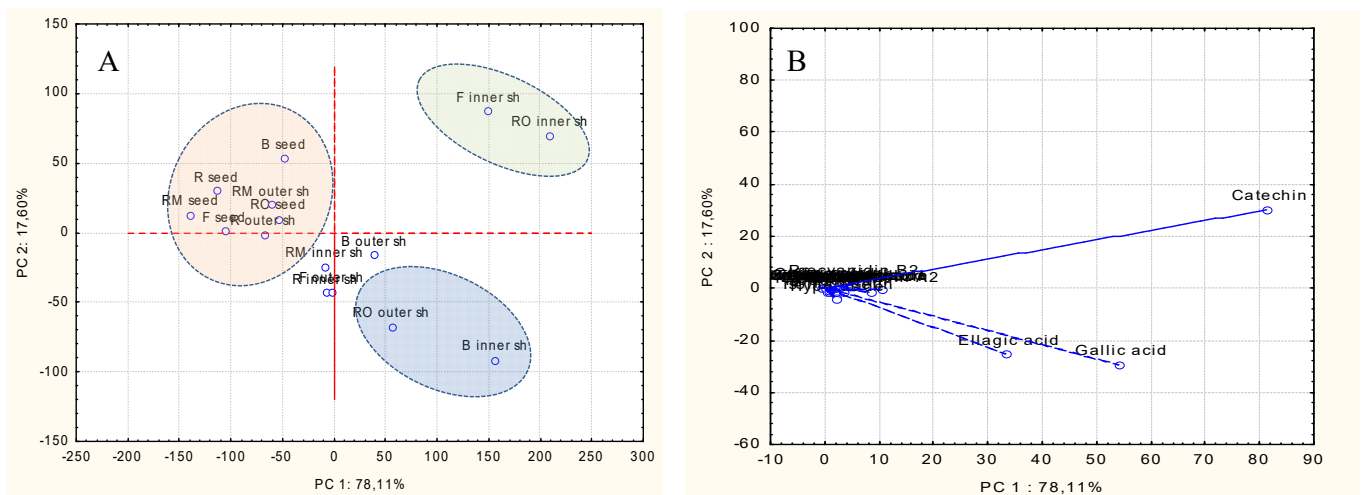 A
150
100
50
0
-50
-100
-150
-250 -200 -150 -100 -50 0 50 100 150 200 250 300
PC 2: 17,60%
PC 1: 78,11%
F inner sh
RO inner sh
B seed
R seed
RM outer sh
RM seed
RO seed
F seed
R outer sh
B outer sh
RM inner sh
F outer sh
R inner sh
RO outer sh
B inner sh
B
100
80
60
40
20
0
-20
-40
-60
-10 0 10 20 30 40 50 60 70 80 90
PC 2 : 17,60%
PC 1 : 78,11%
Catechin
Procyanidin B2
A2
Ellagic acid
Gallic acid